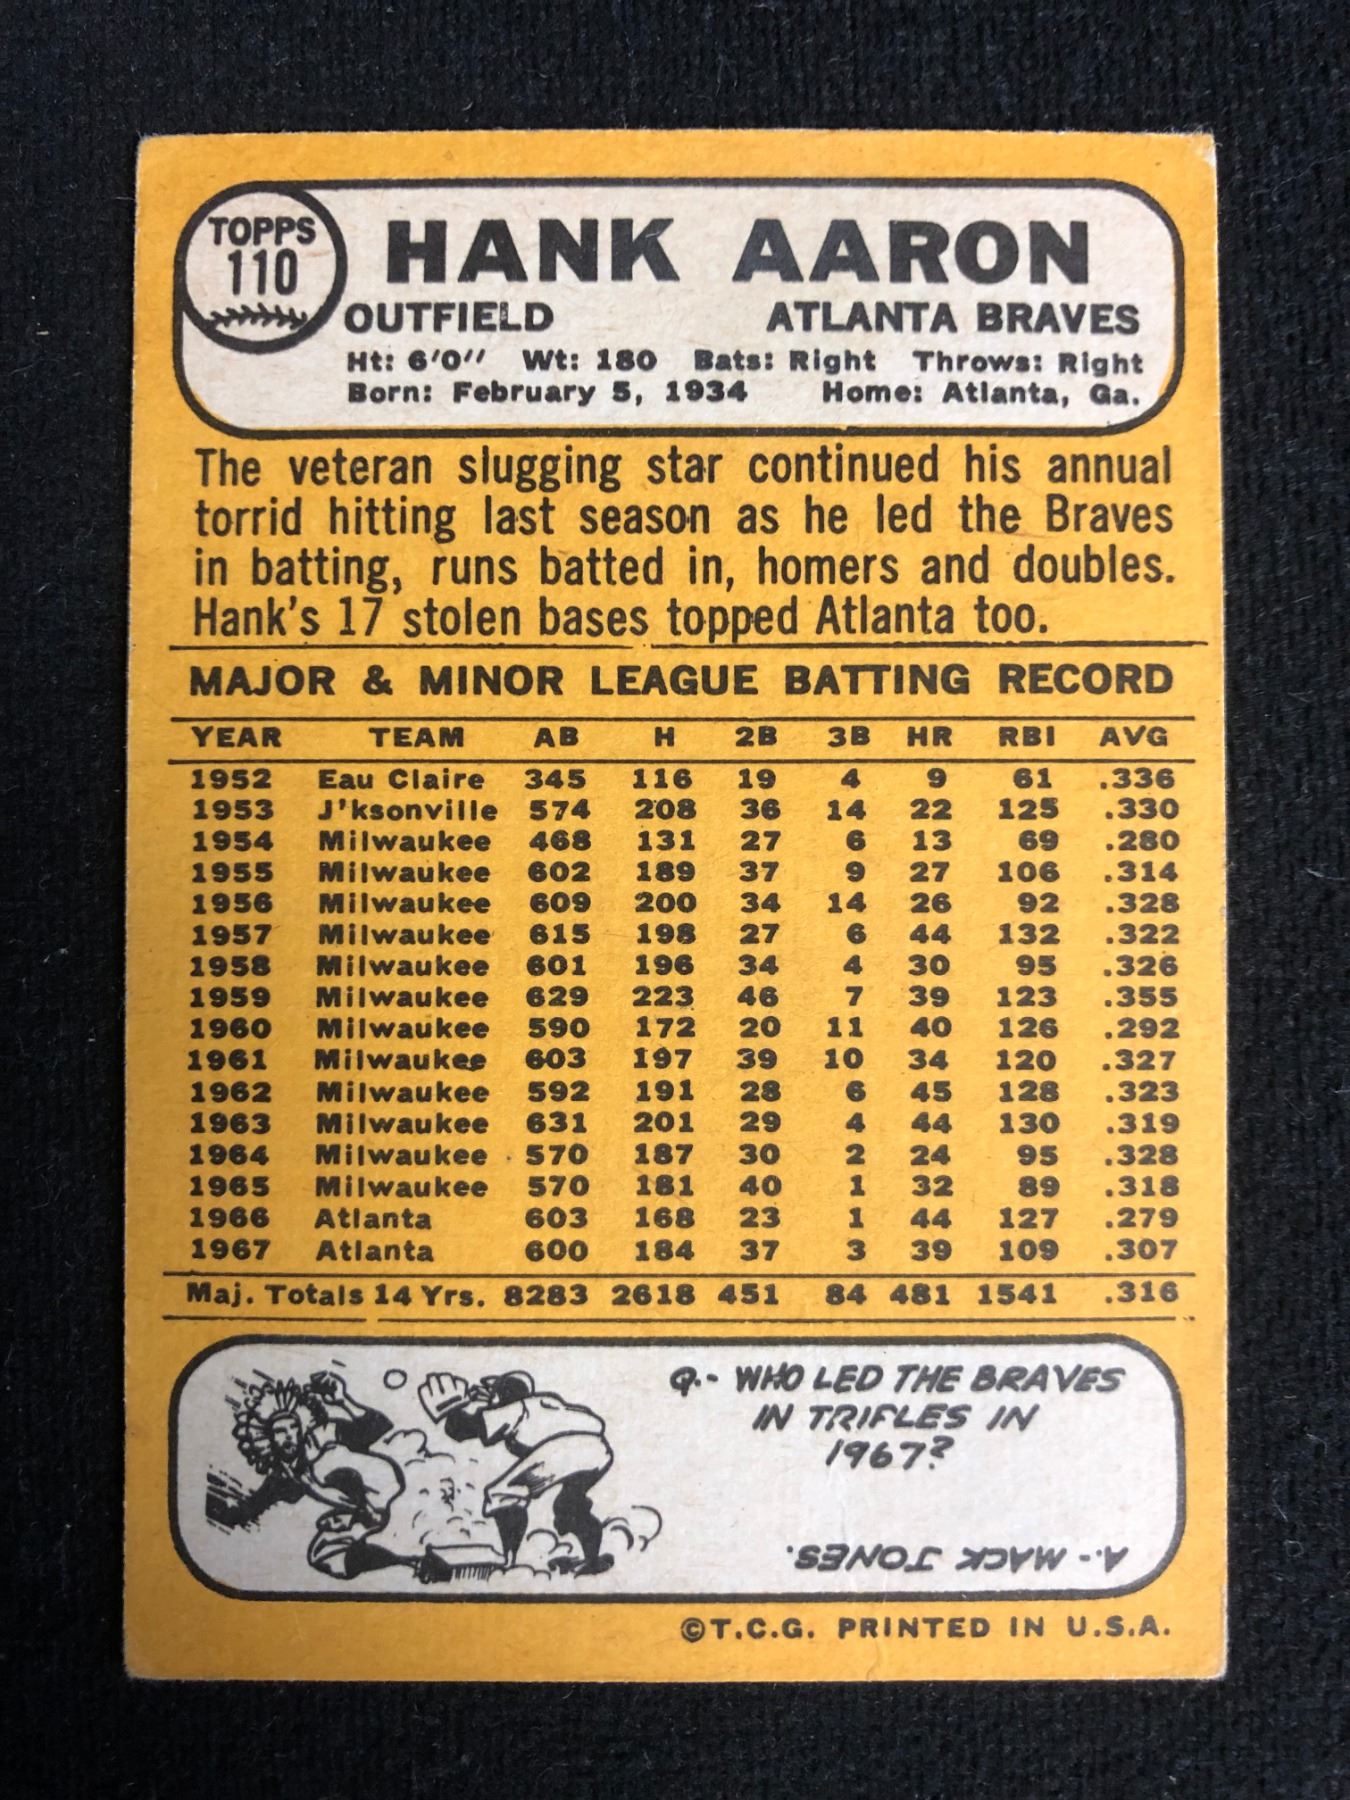 TOPPS
110
HANK AARON
OUTFIELD ATLANTA BRAVES
Ht: 6'0" Wt: 180 Bats: Right Throws: Right
Born: February 5, 1934 Home: Atlanta, Ga.
The veteran slugging star continued his annual
torrid hitting last season as he led the Braves
in batting, runs batted in, homers and doubles.
Hank's 17 stolen bases topped Atlanta too.
MAJOR & MINOR LEAGUE BATTING RECORD
YEAR TEAM AB H 2B 3B HR RBI AVG
1952 Eau Claire 345 116 19 4 9 61 .336
1953 J'ksonville 574 208 36 14 22 125 .330
1954 Milwaukee 468 131 27 6 13 69 .280
1955 Milwaukee 602 189 37 9 27 106 .314
1956 Milwaukee 609 200 34 14 26 92 .328
1957 Milwaukee 615 198 27 6 44 132 .322
1958 Milwaukee 601 196 34 4 30 95 .326
1959 Milwaukee 629 223 46 7 39 123 .355
1960 Milwaukee 590 172 20 11 40 126 .292
1961 Milwaukee 603 197 39 10 34 120 .327
1962 Milwaukee 592 191 28 6 45 128 .323
1963 Milwaukee 631 201 29 4 44 130 .319
1964 Milwaukee 570 187 30 2 24 95 .328
1965 Milwaukee 570 181 40 1 32 89 .318
1966 Atlanta 603 168 23 1 44 127 .279
1967 Atlanta 600 184 37 3 39 109 .307
Maj. Totals 14 Yrs. 8283 2618 451 84 481 1541 .316
Q.- WHO LED THE BRAVES
IN TRIFLES IN
1967?
A.- MACK JONES.
©T.C.G. PRINTED IN U.S.A.